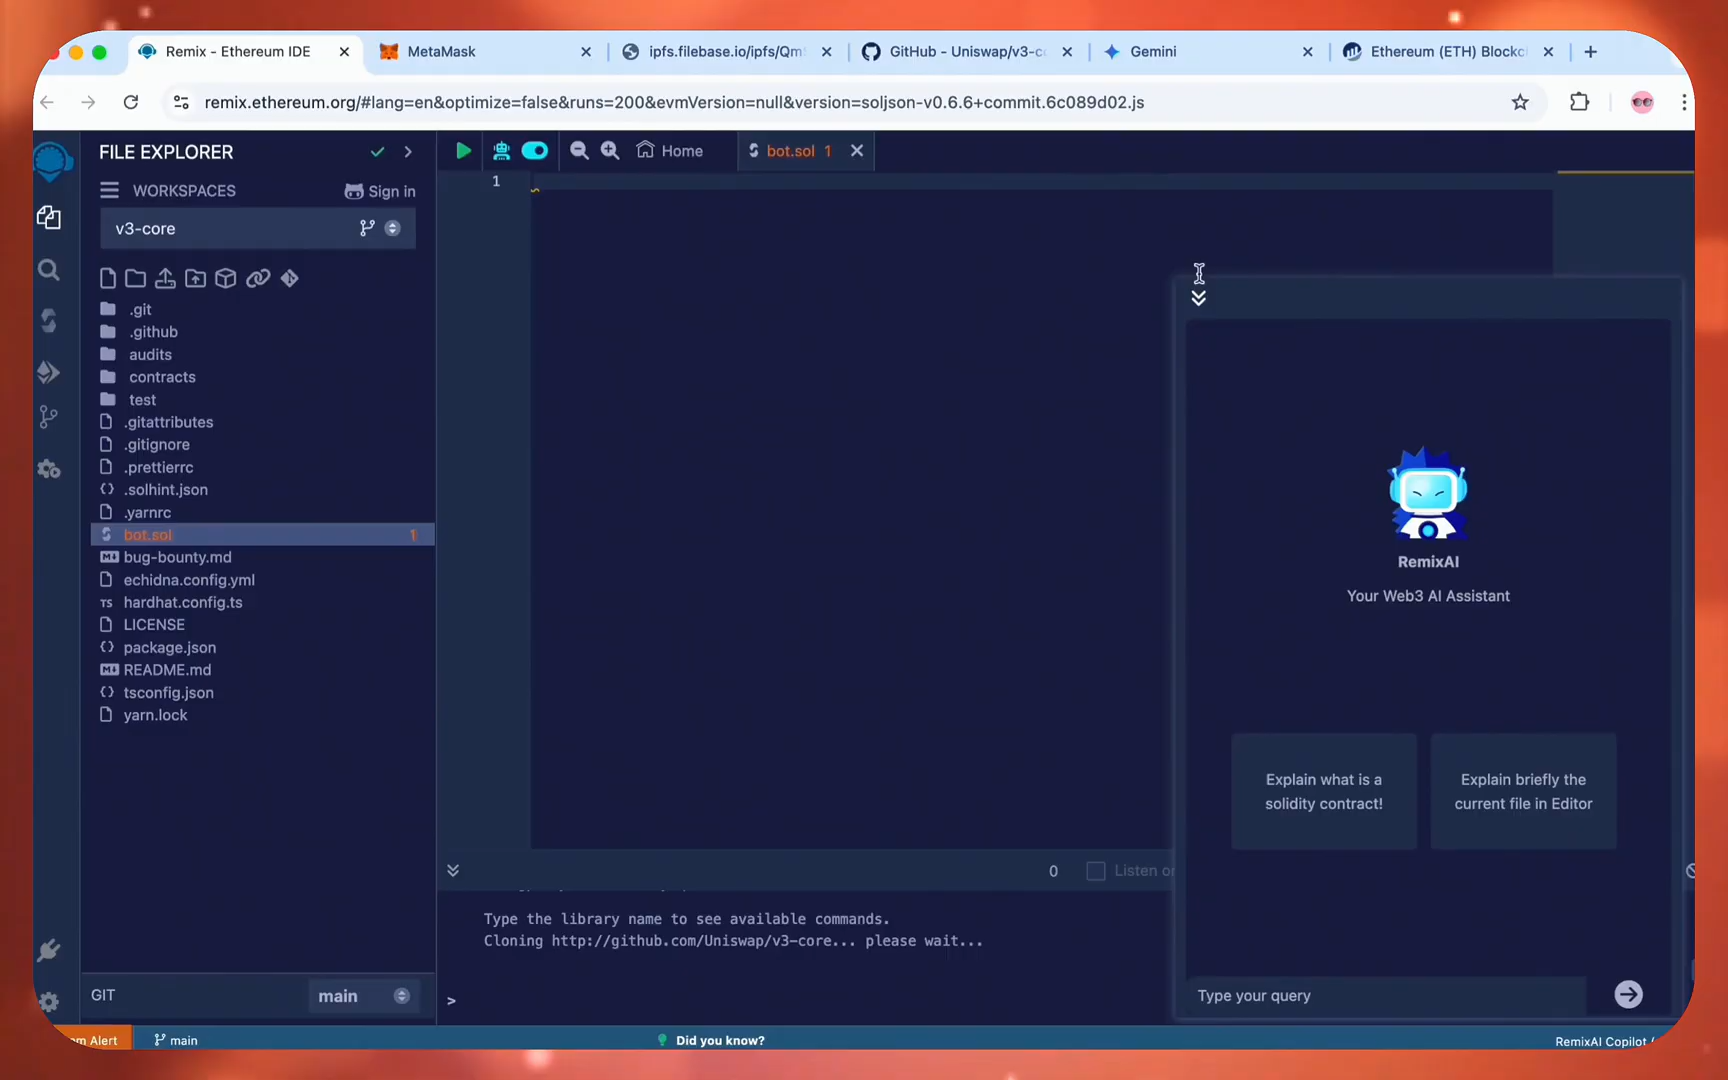 Remix - Ethereum IDE
MetaMask
ipfs.filebase.io/ipfs/Qm
GitHub - Uniswap/v3-c
Gemini
Ethereum (ETH) Blockc
remix.ethereum.org/#lang=en&optimize=false&runs=200&evmVersion=null&version=soljson-v0.6.6+commit.6c089d02.js
FILE EXPLORER
Home
bot.sol 1
WORKSPACES
Sign in
1
v3-core
.git
.github
audits
contracts
test
.gitattributes
.gitignore
.prettierrc
.solhint.json
.yarnrc
bot.sol 1
bug-bounty.md
echidna.config.yml
TS hardhat.config.ts
LICENSE
package.json
README.md
tsconfig.json
yarn.lock
RemixAI
Your Web3 AI Assistant
Explain what is a
solidity contract!
Explain briefly the
current file in Editor
0
Listen
Type the library name to see available commands.
Cloning http://github.com/Uniswap/v3-core... please wait...
>
Type your query
GIT
main
Alert
main
Did you know?
RemixAI Copilot